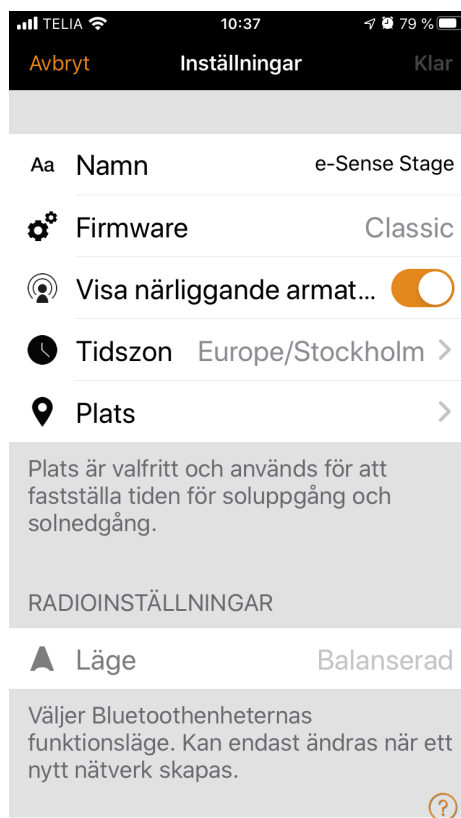 TELIA 10:37 79 %
Avbryt Inställningar Klar
Aa Namn e-Sense Stage
Firmware Classic
Visa närliggande armat...
Tidszon Europe/Stockholm
Plats
Plats är valfritt och används för att
fastställa tiden för soluppgång och
solnedgång.
RADIOINSTÄLLNINGAR
Läge Balanserad
Väljer Bluetoothenheternas
funktionsläge. Kan endast ändras när ett
nytt nätverk skapas.
?